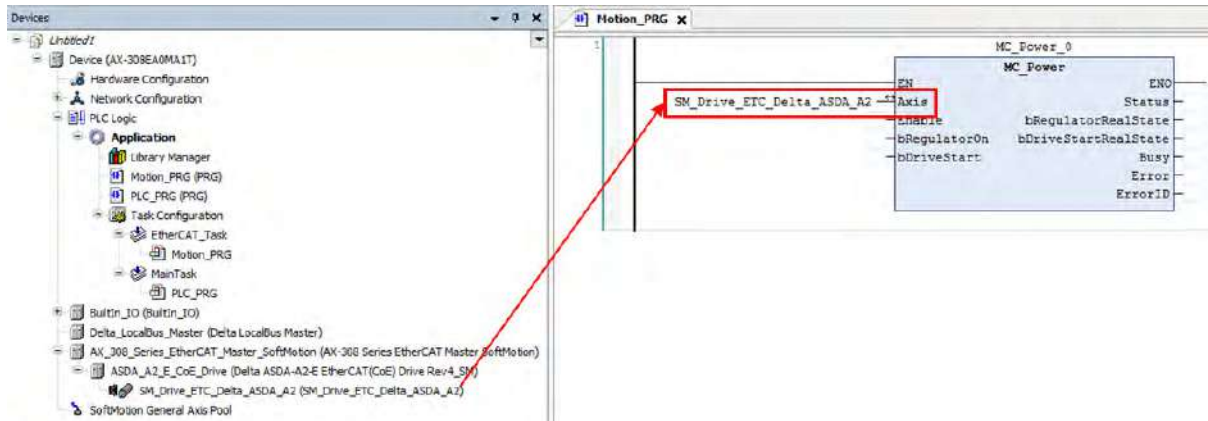 Devices
Untitled1
Device (AX-308EA0MA1T)
Hardware Configuration
Network Configuration
PLC Logic
Application
Library Manager
Motion_PRG (PRG)
PLC_PRG (PRG)
Task Configuration
EtherCAT_Task
Motion_PRG
MainTask
PLC_PRG
BuiltIn_IO (BuiltIn_IO)
Delta_LocalBus_Master (Delta LocalBus Master)
AX_308_Series_EtherCAT_Master_SoftMotion (AX-308 Series EtherCAT Master SoftMotion)
ASDA_A2_E_CoE_Drive (Delta ASDA-A2-E EtherCAT(CoE) Drive Rev4_SM)
SM_Drive_ETC_Delta_ASDA_A2 (SM_Drive_ETC_Delta_ASDA_A2)
SoftMotion General Axis Pool
Motion_PRG
1
MC_Power_0
MC_Power
EN ENO
SM_Drive_ETC_Delta_ASDA_A2 Axis Status
Enable bRegulatorRealState
bRegulatorOn bDriveStartRealState
bDriveStart Busy
Error
ErrorID